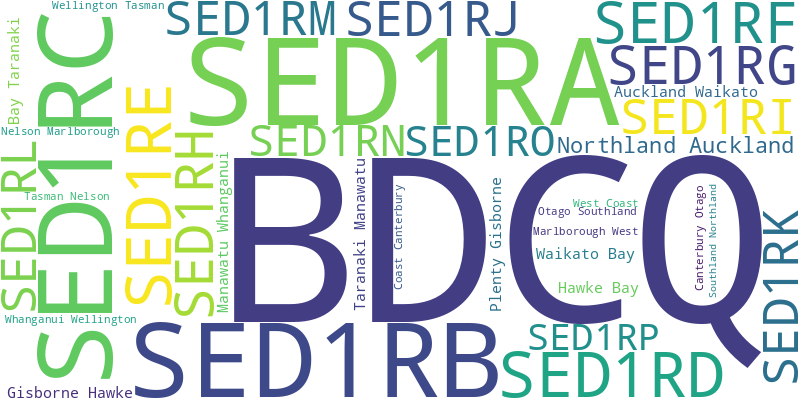 Wellington Tasman
SED1RM
SED1RJ
SED1RF
Bay Taranaki
SED1RC
SED1RA
SED1RG
Auckland Waikato
SED1RI
SED1RE
Nelson Marlborough
SED1RH
SED1RN
SED1RO
Northland Auckland
SED1RL
Manawatu Whanganui
BDCQ
Taranaki Manawatu
Coast Canterbury
Plenty Gisborne
Tasman Nelson
West Coast
Otago Southland
Marlborough West
Waikato Bay
Hawke Bay
Canterbury Otago
Southland Northland
SED1RK
Whanganui Wellington
SED1RB
SED1RP
SED1RD
Gisborne Hawke